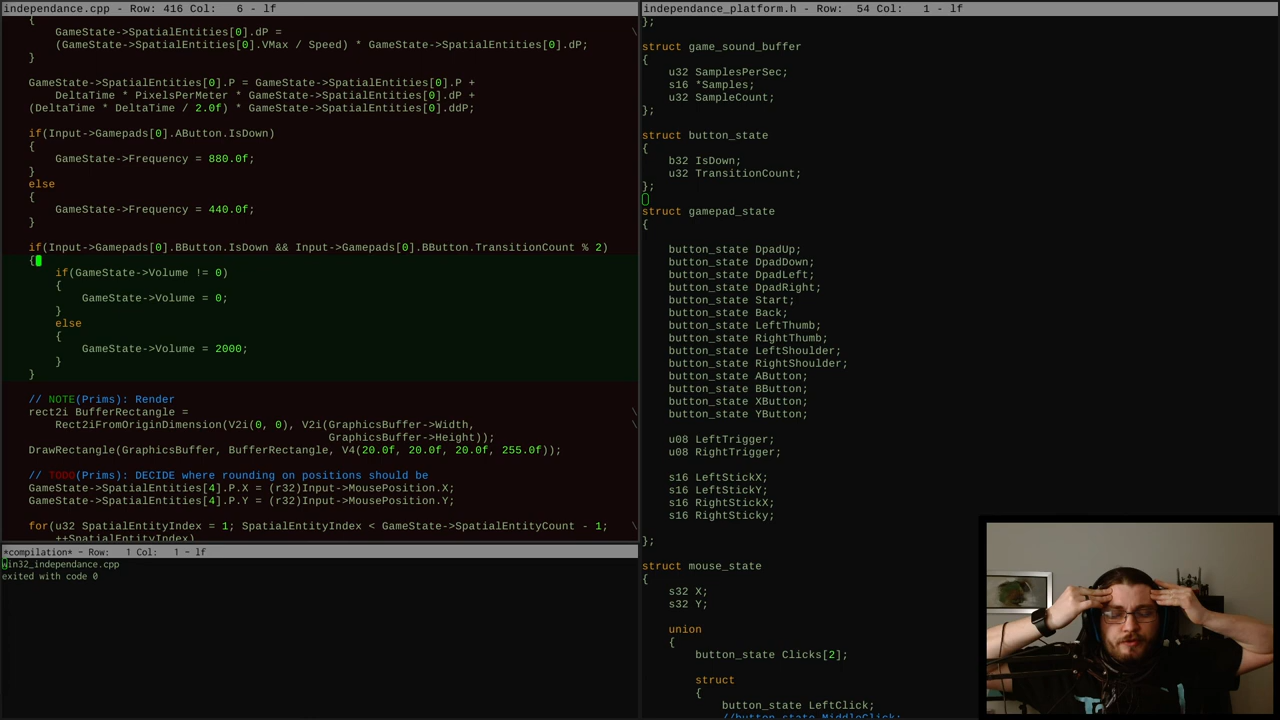 independance.cpp - Row: 416 Col:   6 - lf
    {
        GameState->SpatialEntities[0].dP =
        (GameState->SpatialEntities[0].VMax / Speed) * GameState->SpatialEntities[0].dP; \
    }
    GameState->SpatialEntities[0].P = GameState->SpatialEntities[0].P +
        DeltaTime * PixelsPerMeter * GameState->SpatialEntities[0].dP +
    (DeltaTime * DeltaTime / 2.0f) * GameState->SpatialEntities[0].ddP;
    if(Input->Gamepads[0].AButton.IsDown)
    {
        GameState->Frequency = 880.0f;
    }
    else
    {
        GameState->Frequency = 440.0f;
    }
    if(Input->Gamepads[0].BButton.IsDown && Input->Gamepads[0].BButton.TransitionCount % 2)
    {
        if(GameState->Volume != 0)
        {
            GameState->Volume = 0;
        }
        else
        {
            GameState->Volume = 2000;
        }
    }
    // NOTE(Prims): Render
    rect2i BufferRectangle = \
        Rect2iFromOriginDimension(V2i(0, 0), V2i(GraphicsBuffer->Width, \
                                                 GraphicsBuffer->Height));
    DrawRectangle(GraphicsBuffer, BufferRectangle, V4(20.0f, 20.0f, 20.0f, 255.0f));
    // TODO(Prims): DECIDE where rounding on positions should be
    GameState->SpatialEntities[4].P.X = (r32)Input->MousePosition.X;
    GameState->SpatialEntities[4].P.Y = (r32)Input->MousePosition.Y;
    for(u32 SpatialEntityIndex = 1; SpatialEntityIndex < GameState->SpatialEntityCount - 1; \
        ++SpatialEntityIndex)
*compilation* - Row:   1 Col:   1 - lf
win32_independance.cpp
exited with code 0
independance_platform.h - Row:  54 Col:   1 - lf
};
struct game_sound_buffer
{
    u32 SamplesPerSec;
    s16 *Samples;
    u32 SampleCount;
};
struct button_state
{
    b32 IsDown;
    u32 TransitionCount;
};
struct gamepad_state
{
    button_state DpadUp;
    button_state DpadDown;
    button_state DpadLeft;
    button_state DpadRight;
    button_state Start;
    button_state Back;
    button_state LeftThumb;
    button_state RightThumb;
    button_state LeftShoulder;
    button_state RightShoulder;
    button_state AButton;
    button_state BButton;
    button_state XButton;
    button_state YButton;
    u08 LeftTrigger;
    u08 RightTrigger;
    s16 LeftStickX;
    s16 LeftStickY;
    s16 RightStickX;
    s16 RightSticky;
};
struct mouse_state
{
    s32 X;
    s32 Y;
    union
    {
        button_state Clicks[2];
        struct
        {
            button_state LeftClick;
            //button_state MiddleClick;